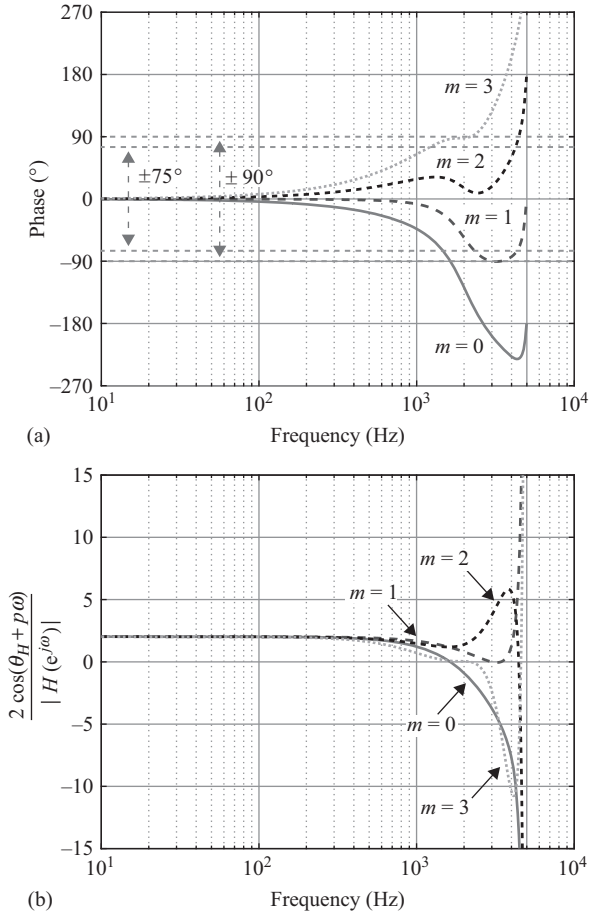 270
180
90
0
−90
−180
−270
Phase (°)
m = 3
m = 2
m = 1
m = 0
±75°
± 90°
10¹ 10² 10³ 10⁴
(a) Frequency (Hz)
15
10
5
0
−5
−10
−15
2 cos(θ_H + pω)
| H (e^{jω})|
m = 2
m = 1
m = 0
m = 3
10¹ 10² 10³ 10⁴
(b) Frequency (Hz)